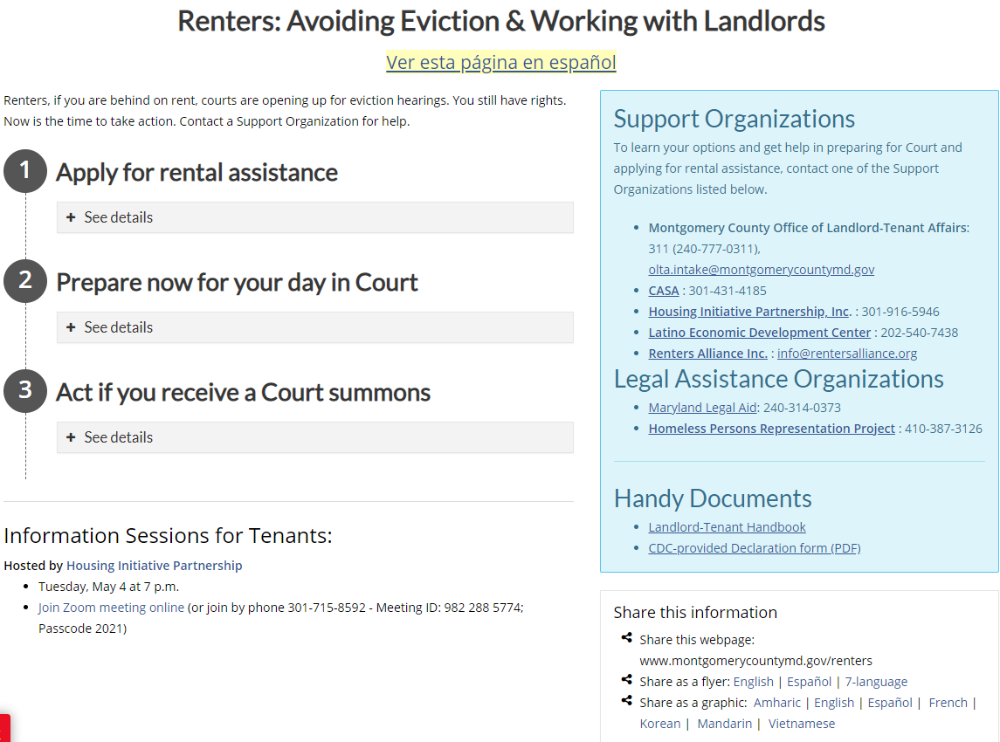 Renters: Avoiding Eviction & Working with Landlords
Ver esta página en español
Renters, if you are behind on rent, courts are opening up for eviction hearings. You still have rights.
Now is the time to take action. Contact a Support Organization for help.
1 Apply for rental assistance
+ See details
2 Prepare now for your day in Court
+ See details
3 Act if you receive a Court summons
+ See details
Information Sessions for Tenants:
Hosted by Housing Initiative Partnership
• Tuesday, May 4 at 7 p.m.
• Join Zoom meeting online (or join by phone 301-715-8592 - Meeting ID: 982 288 5774;
Passcode 2021)
Support Organizations
To learn your options and get help in preparing for Court and
applying for rental assistance, contact one of the Support
Organizations listed below.
• Montgomery County Office of Landlord-Tenant Affairs:
311 (240-777-0311),
olta.intake@montgomerycountymd.gov
• CASA : 301-431-4185
• Housing Initiative Partnership, Inc. : 301-916-5946
• Latino Economic Development Center : 202-540-7438
• Renters Alliance Inc. : info@rentersalliance.org
Legal Assistance Organizations
• Maryland Legal Aid: 240-314-0373
• Homeless Persons Representation Project : 410-387-3126
Handy Documents
• Landlord-Tenant Handbook
• CDC-provided Declaration form (PDF)
Share this information
Share this webpage:
www.montgomerycountymd.gov/renters
Share as a flyer: English | Español | 7-language
Share as a graphic: Amharic | English | Español | French |
Korean | Mandarin | Vietnamese